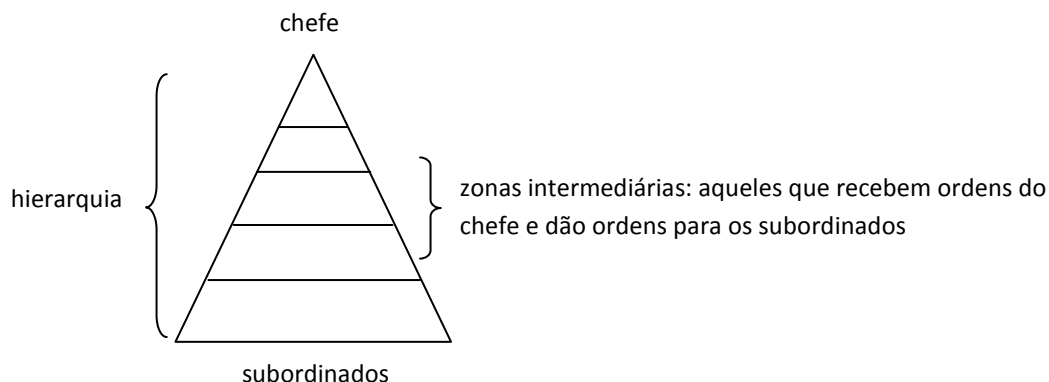 chefe
hierarquia
zonas intermediárias: aqueles que recebem ordens do
chefe e dão ordens para os subordinados
subordinados